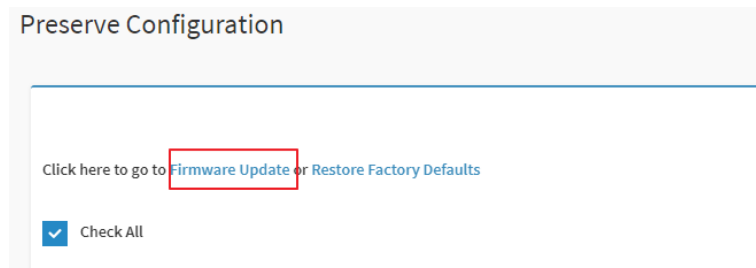 Preserve Configuration
Click here to go to Firmware Update or Restore Factory Defaults
Check All